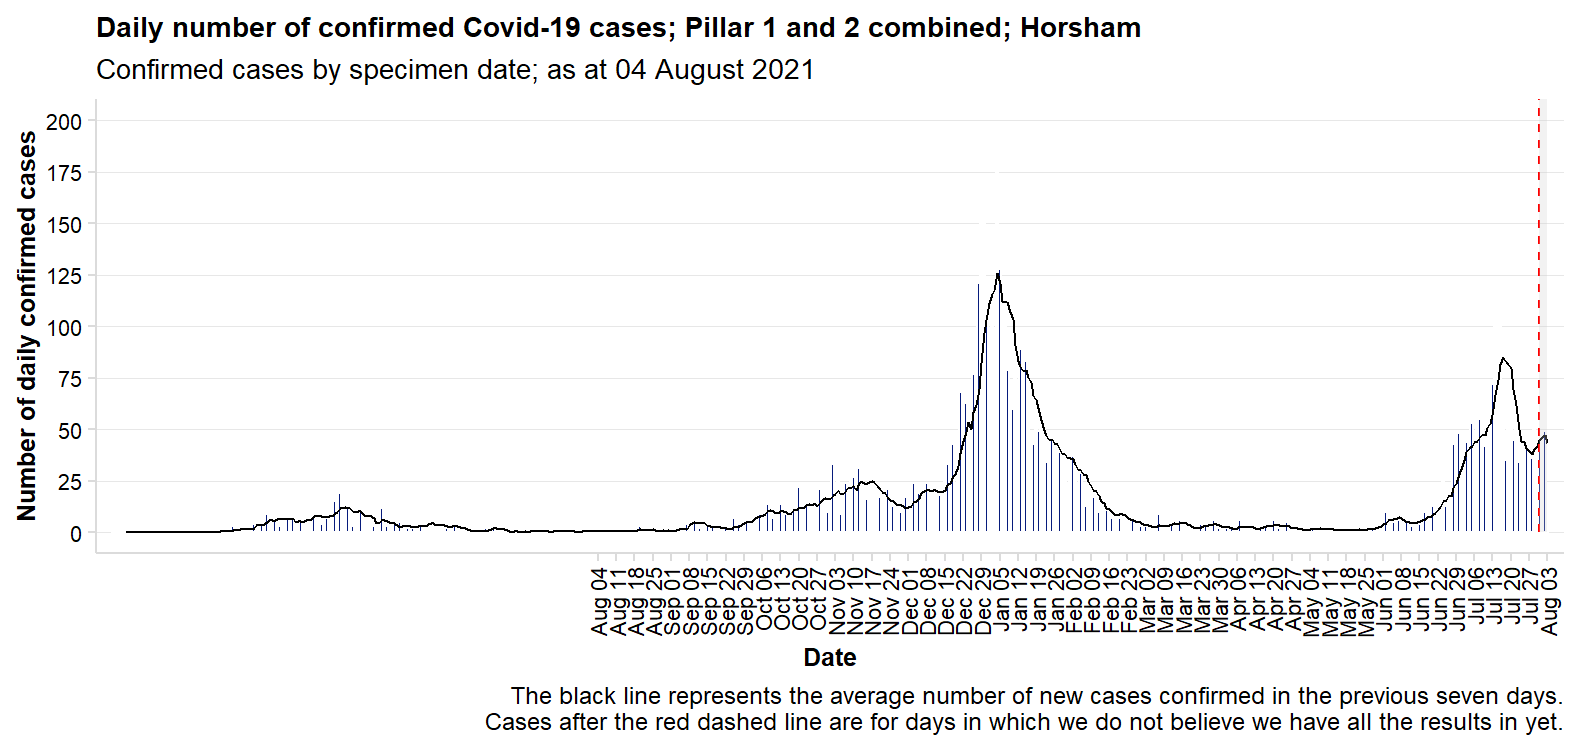 Daily number of confirmed Covid-19 cases; Pillar 1 and 2 combined; Horsham
Confirmed cases by specimen date; as at 04 August 2021
Number of daily confirmed cases
200
175
150
125
100
75
50
25
0
Aug 04
Aug 11
Aug 18
Aug 25
Sep 01
Sep 08
Sep 15
Sep 22
Sep 29
Oct 06
Oct 13
Oct 20
Oct 27
Nov 03
Nov 10
Nov 17
Nov 24
Dec 01
Dec 08
Dec 15
Dec 22
Dec 29
Jan 05
Jan 12
Jan 19
Jan 26
Feb 02
Feb 09
Feb 16
Feb 23
Mar 02
Mar 09
Mar 16
Mar 23
Mar 30
Apr 06
Apr 13
Apr 20
Apr 27
May 04
May 11
May 18
May 25
Jun 01
Jun 08
Jun 15
Jun 22
Jun 29
Jul 06
Jul 13
Jul 20
Jul 27
Aug 03
Date
The black line represents the average number of new cases confirmed in the previous seven days.
Cases after the red dashed line are for days in which we do not believe we have all the results in yet.